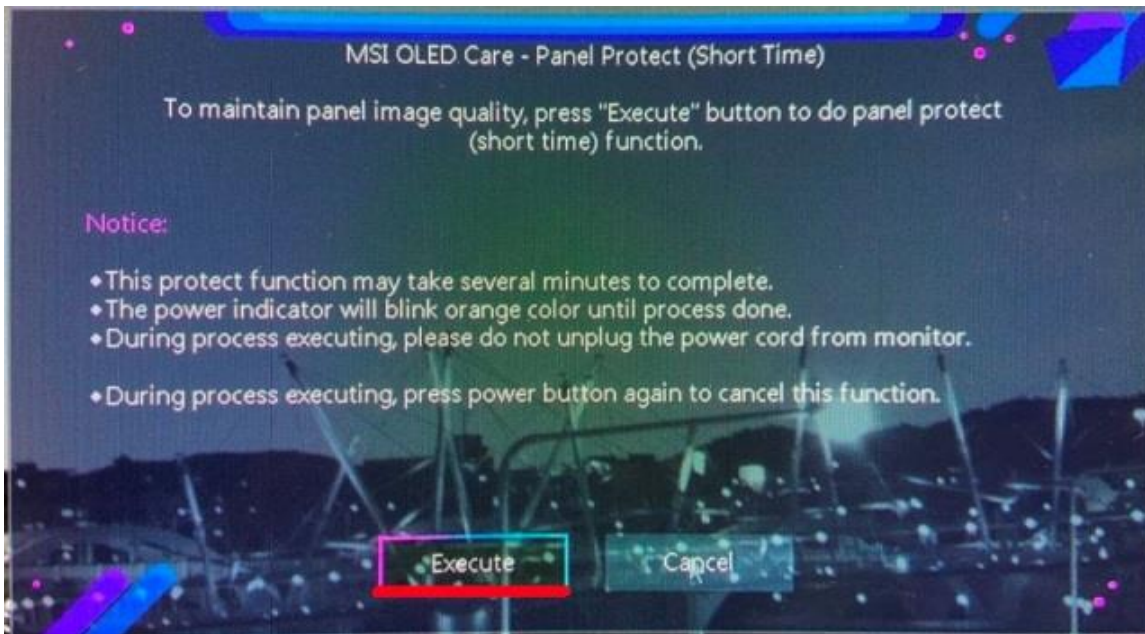 MSI OLED Care - Panel Protect (Short Time)
To maintain panel image quality, press "Execute" button to do panel protect
(short time) function.
Notice:
◆This protect function may take several minutes to complete.
◆The power indicator will blink orange color until process done.
◆During process executing, please do not unplug the power cord from monitor.
◆During process executing, press power button again to cancel this function.
Execute
Cancel